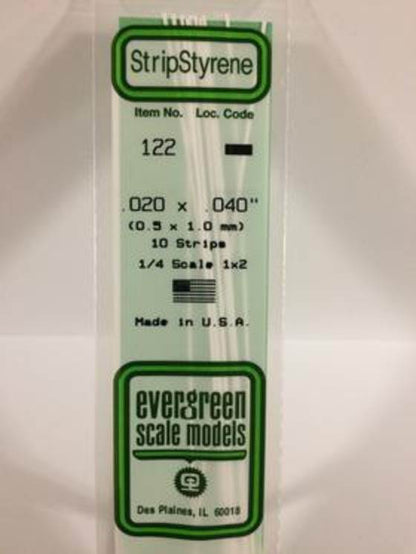 StripStyrene
Item No. Loc. Code
122
.020 x .040"
(0.5 x 1.0 mm)
10 Strips
1/4 Scale 1x2
Made in U.S.A.
evergreen
scale models
Des Plaines, IL 60018